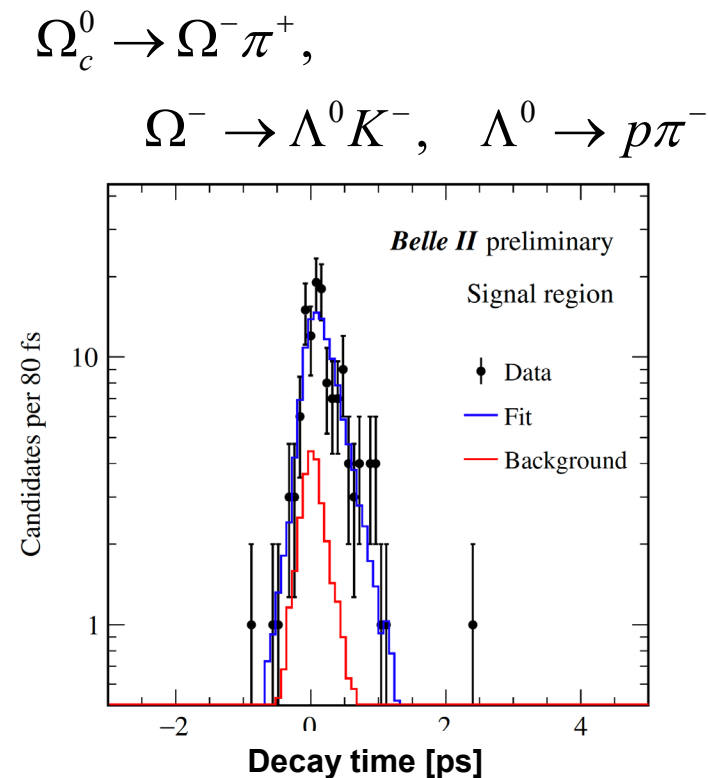 Ω_c^0 → Ω^- π^+,
Ω^- → Λ^0 K^-, Λ^0 → pπ^-
Belle II preliminary
Signal region
Data
Fit
Background
Candidates per 80 fs
10
1
−2 0 2 4
Decay time [ps]